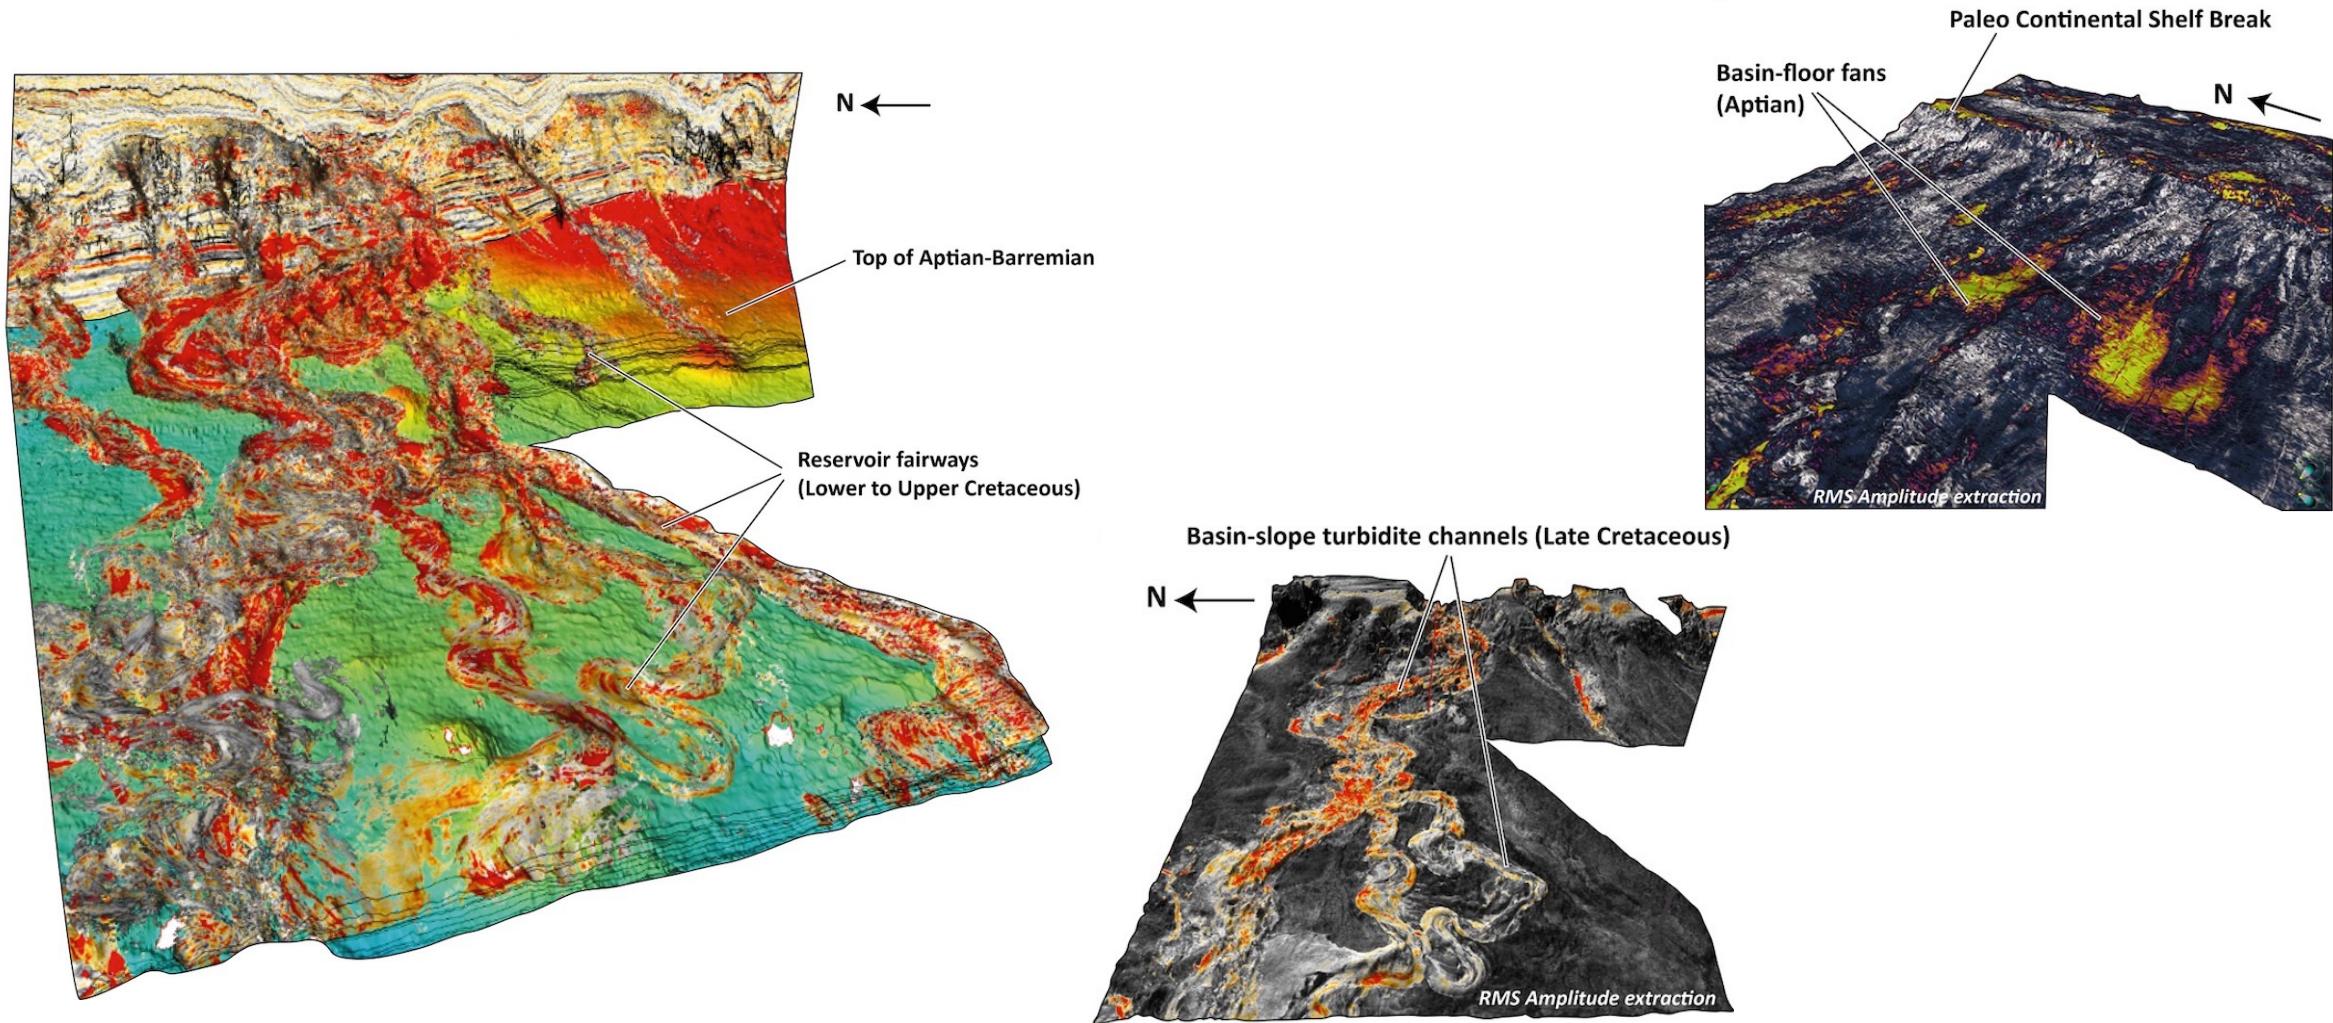 N
Top of Aptian-Barremian
Reservoir fairways
(Lower to Upper Cretaceous)
Paleo Continental Shelf Break
Basin-floor fans
(Aptian)
N
RMS Amplitude extraction
Basin-slope turbidite channels (Late Cretaceous)
N
RMS Amplitude extraction